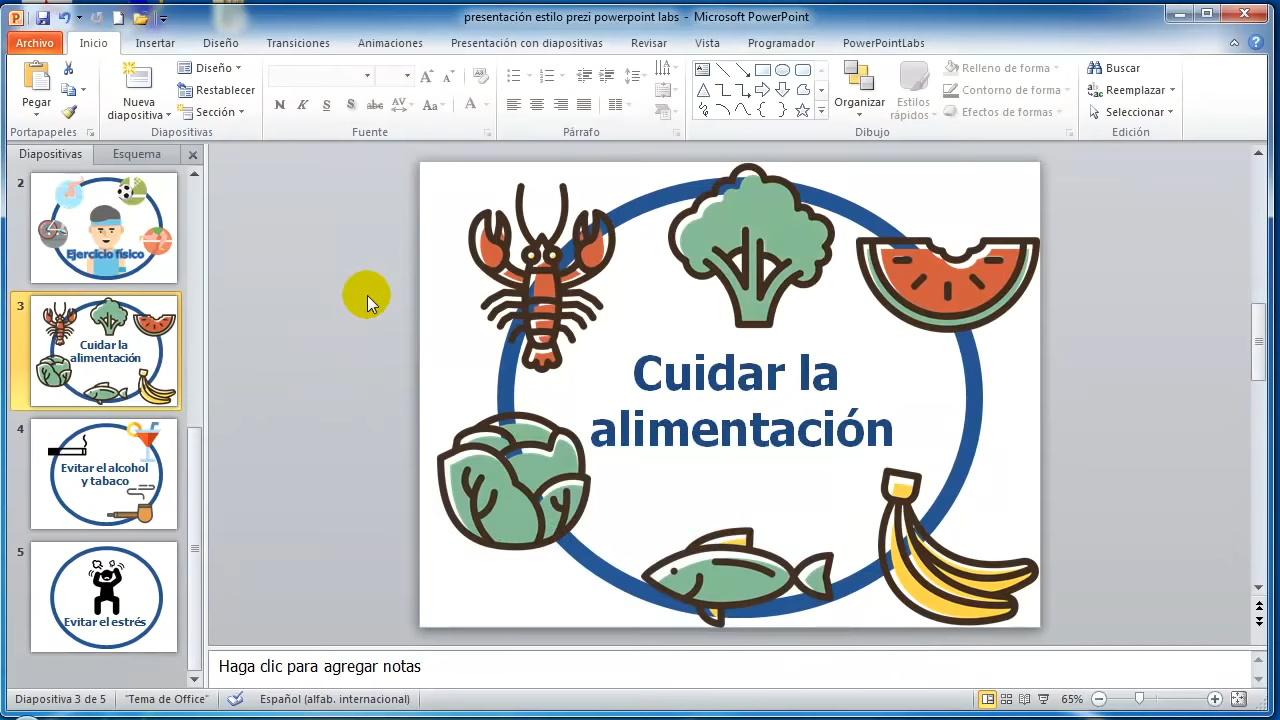 presentación estilo prezi powerpoint labs - Microsoft PowerPoint
Archivo Inicio Insertar Diseño Transiciones Animaciones Presentación con diapositivas Revisar Vista Programador PowerPointLabs
Pegar
Portapapeles
Nueva
diapositiva
Diseño
Restablecer
Sección
Diapositivas
N K S S abc AV Aa A
Fuente
Párrafo
Organizar
Estilos
rápidos
Relleno de forma
Contorno de forma
Efectos de formas
Dibujo
Buscar
Reemplazar
Seleccionar
Edición
Diapositivas Esquema
2
Ejercicio físico
3
Cuidar la
alimentación
4
Evitar el alcohol
y tabaco
5
Evitar el estrés
Cuidar la
alimentación
Haga clic para agregar notas
Diapositiva 3 de 5 "Tema de Office" Español (alfab. internacional) 65%